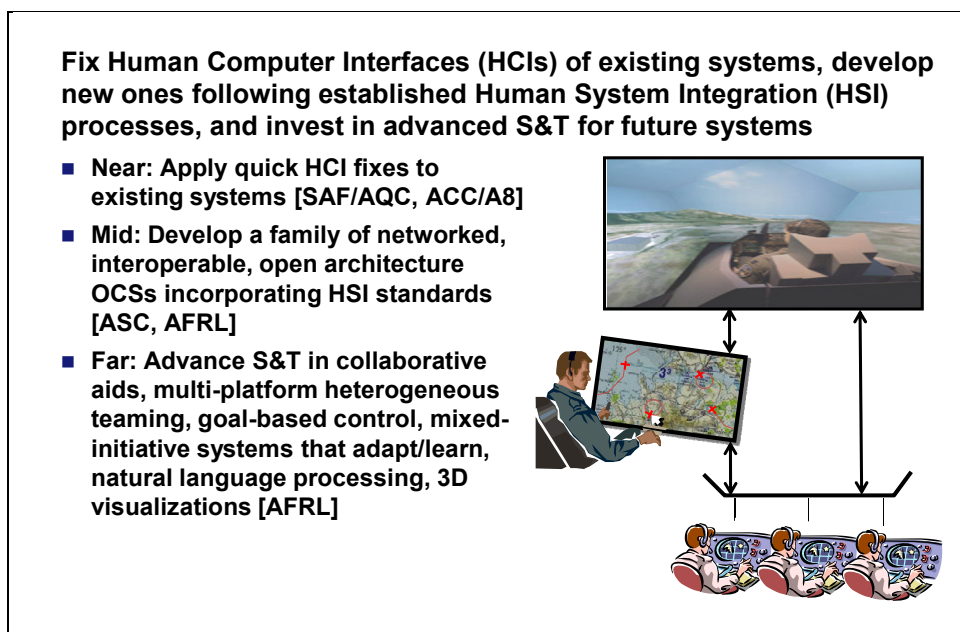 Fix Human Computer Interfaces (HCIs) of existing systems, develop
new ones following established Human System Integration (HSI)
processes, and invest in advanced S&T for future systems
■ Near: Apply quick HCI fixes to
existing systems [SAF/AQC, ACC/A8]
■ Mid: Develop a family of networked,
interoperable, open architecture
OCSs incorporating HSI standards
[ASC, AFRL]
■ Far: Advance S&T in collaborative
aids, multi-platform heterogeneous
teaming, goal-based control, mixed-
initiative systems that adapt/learn,
natural language processing, 3D
visualizations [AFRL]